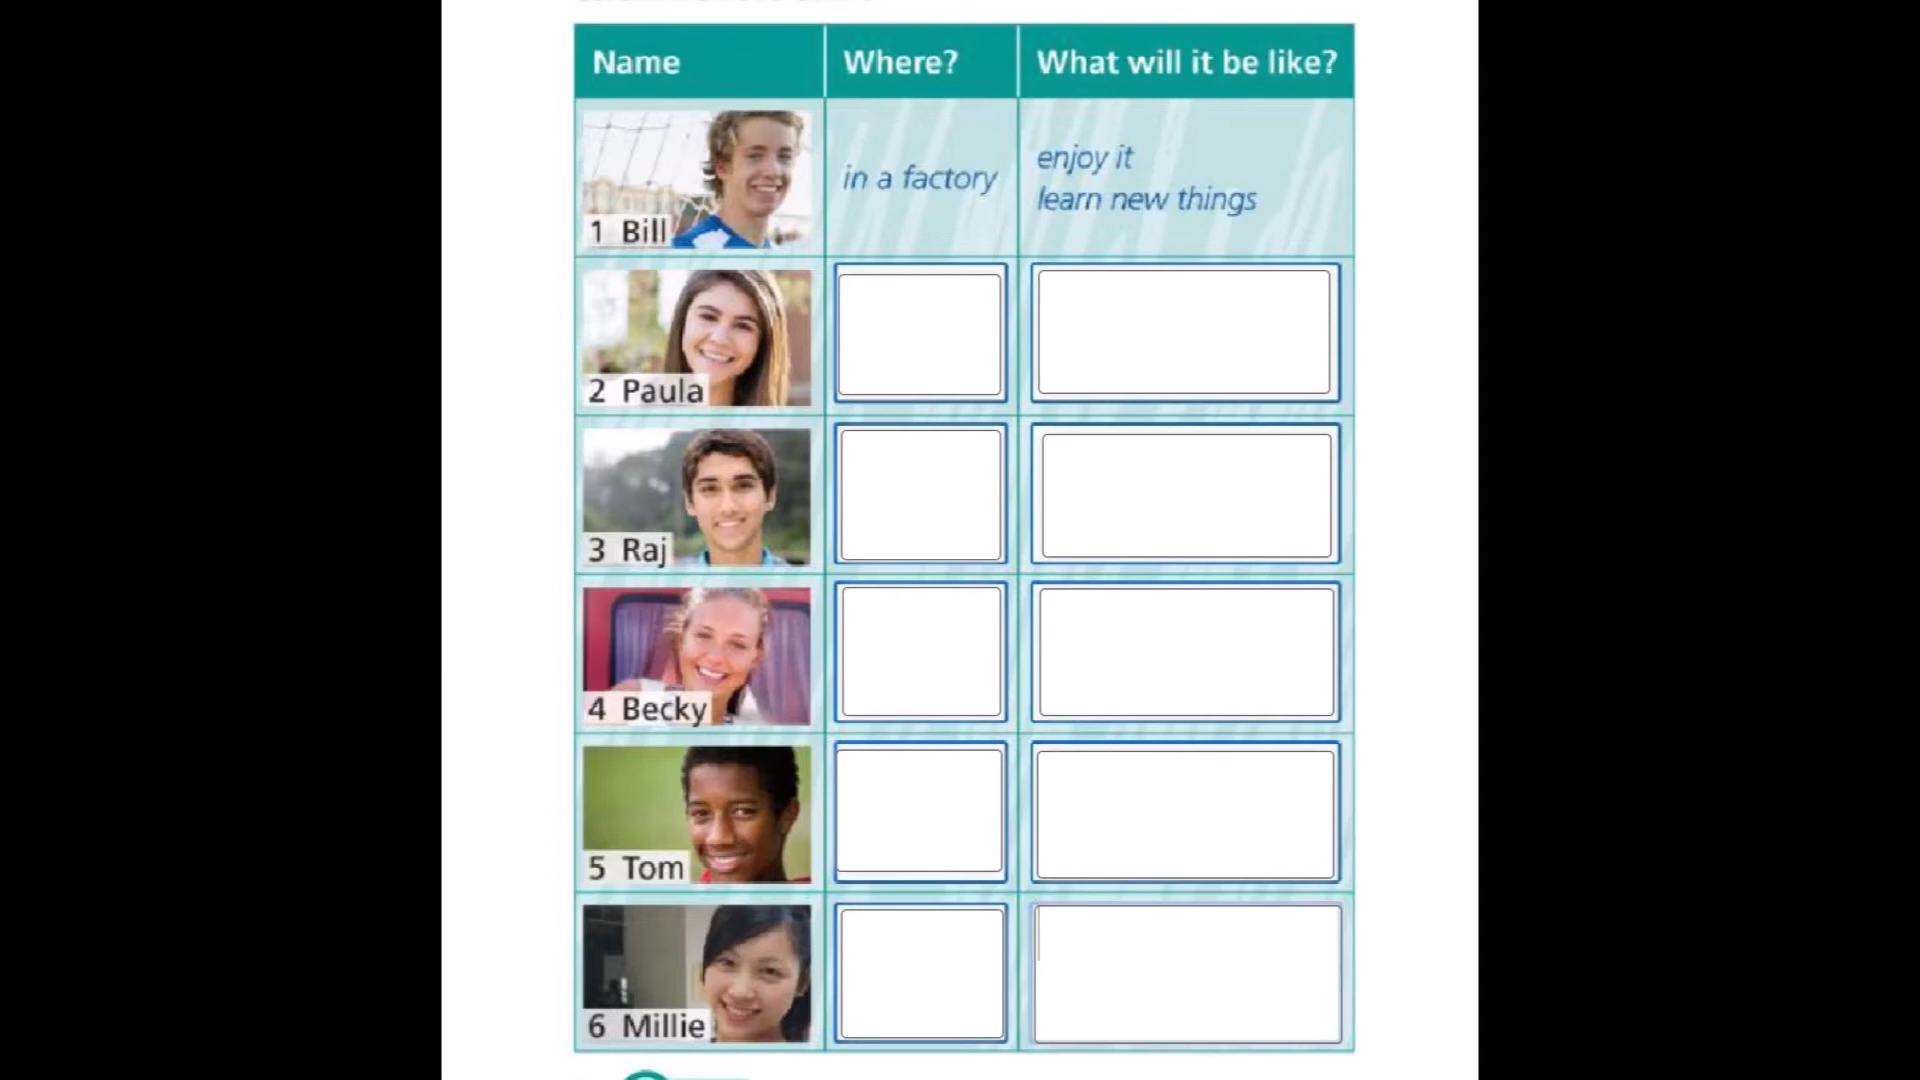 Name Where? What will it be like?
1 Bill
in a factory
enjoy it
learn new things
2 Paula
3 Raj
4 Becky
5 Tom
6 Millie